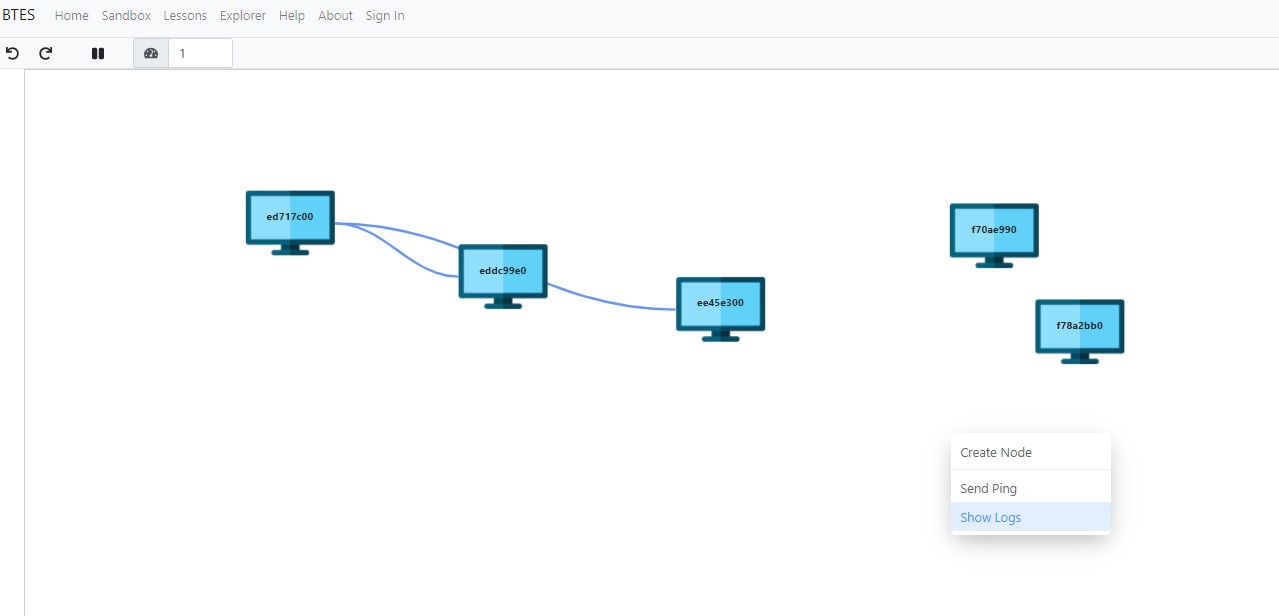 BTES Home Sandbox Lessons Explorer Help About Sign In
1
ed717c00
f70ae990
eddc99e0
ee45e300
f78a2bb0
Create Node
Send Ping
Show Logs